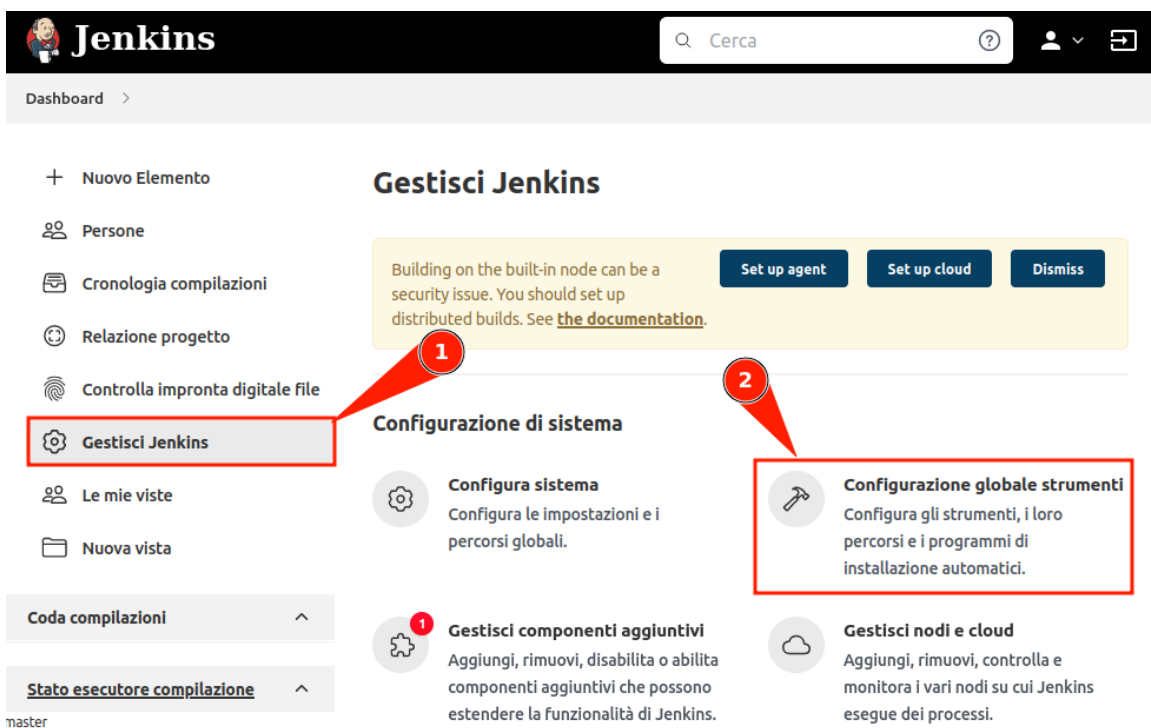 Jenkins
Cerca
Dashboard
Nuovo Elemento
Persone
Cronologia compilazioni
Relazione progetto
Controlla impronta digitale file
Gestisci Jenkins
Le mie viste
Nuova vista
Coda compilazioni
Stato esecutore compilazione
master
Gestisci Jenkins
Building on the built-in node can be a
security issue. You should set up
distributed builds. See the documentation.
Set up agent
Set up cloud
Dismiss
1
2
Configurazione di sistema
Configura sistema
Configura le impostazioni e i
percorsi globali.
Configurazione globale strumenti
Configura gli strumenti, i loro
percorsi e i programmi di
installazione automatici.
1
Gestisci componenti aggiuntivi
Aggiungi, rimuovi, disabilita o abilita
componenti aggiuntivi che possono
estendere la funzionalità di Jenkins.
Gestisci nodi e cloud
Aggiungi, rimuovi, controlla e
monitora i vari nodi su cui Jenkins
esegue dei processi.